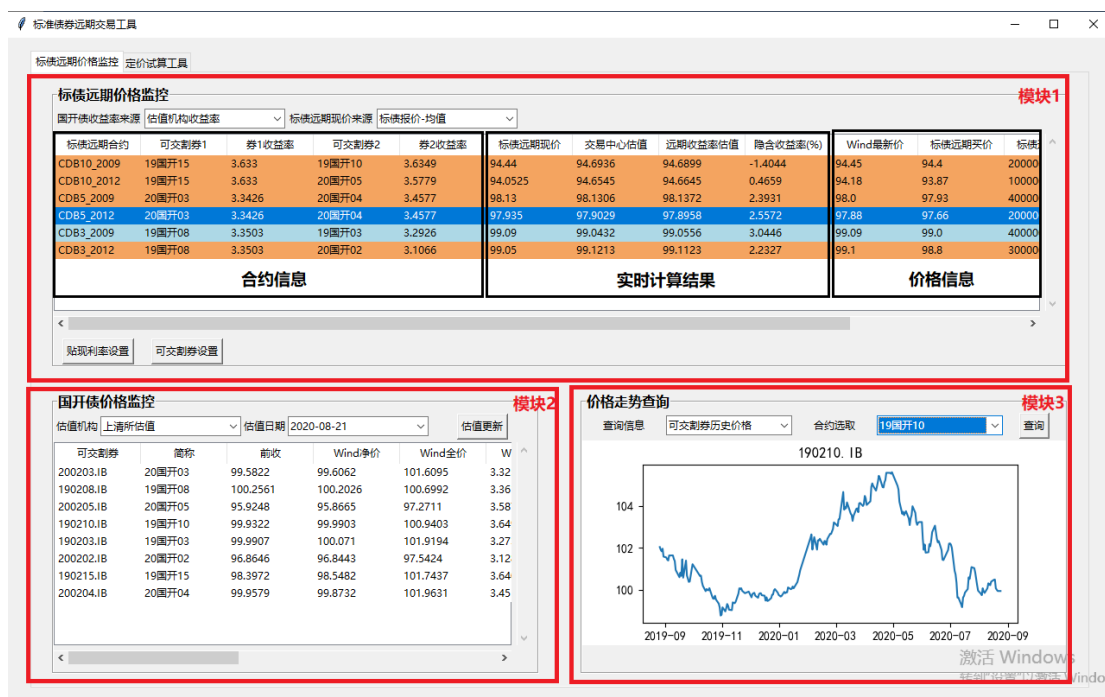 标准债券远期交易工具
标债远期价格监控 定价试算工具
标债远期价格监控 模块1
国开债收益率来源 估值机构收益率 标债远期现价来源 标债报价-均值
标债远期合约 可交割券1 券1收益率 可交割券2 券2收益率 标债远期现价 交易中心估值 远期收益率估值 隐含收益率(%) Wind最新价 标债远期买价 标债
CDB10_2009 19国开15 3.633 19国开10 3.6349 94.44 94.6936 94.6899 -1.4044 94.45 94.4 20000
CDB10_2012 19国开15 3.633 20国开05 3.5779 94.0525 94.6545 94.6645 0.4659 94.18 93.87 10000
CDB5_2009 20国开03 3.3426 20国开04 3.4577 98.13 98.1306 98.1372 2.3931 98.0 97.93 40000
CDB5_2012 20国开03 3.3426 20国开04 3.4577 97.935 97.9029 97.8958 2.5572 97.88 97.66 20000
CDB3_2009 19国开08 3.3503 19国开03 3.2926 99.09 99.0432 99.0556 3.0446 99.09 99.0 40000
CDB3_2012 19国开08 3.3503 20国开02 3.1066 99.05 99.1213 99.1123 2.2327 99.1 98.8 30000
合约信息 实时计算结果 价格信息
贴现利率设置 可交割券设置
国开债价格监控 模块2
估值机构 上清所估值 估值日期 2020-08-21 估值更新
可交割券 简称 前收 Wind净价 Wind全价 W
200203.IB 20国开03 99.5822 99.6062 101.6095 3.32
190208.IB 19国开08 100.2561 100.2026 100.6992 3.36
200205.IB 20国开05 95.9248 95.8665 97.2711 3.58
190210.IB 19国开10 99.9322 99.9903 100.9403 3.64
190203.IB 19国开03 99.9907 100.071 101.9194 3.27
200202.IB 20国开02 96.8646 96.8443 97.5424 3.12
190215.IB 19国开15 98.3972 98.5482 101.7437 3.64
200204.IB 20国开04 99.9579 99.8732 101.9631 3.45
价格走势查询 模块3
查询信息 可交割券历史价格 合约选取 19国开10 查询
190210.IB
104
102
100
2019-09 2019-11 2020-01 2020-03 2020-05 2020-07 2020-09
激活 Windows
转到"设置"以激活 Windo